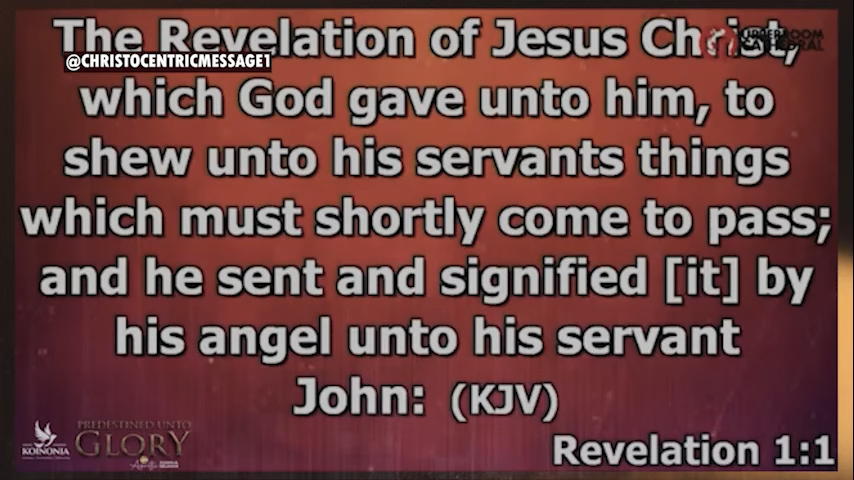 The Revelation of Jesus Christ,
@CHRISTOCENTRICMESSAGE1
UPPERROOM
CATHEDRAL
which God gave unto him, to
shew unto his servants things
which must shortly come to pass;
and he sent and signified [it] by
his angel unto his servant
John: (KJV)
Revelation 1:1
KOINONIA
PREDESTINED UNTO
GLORY